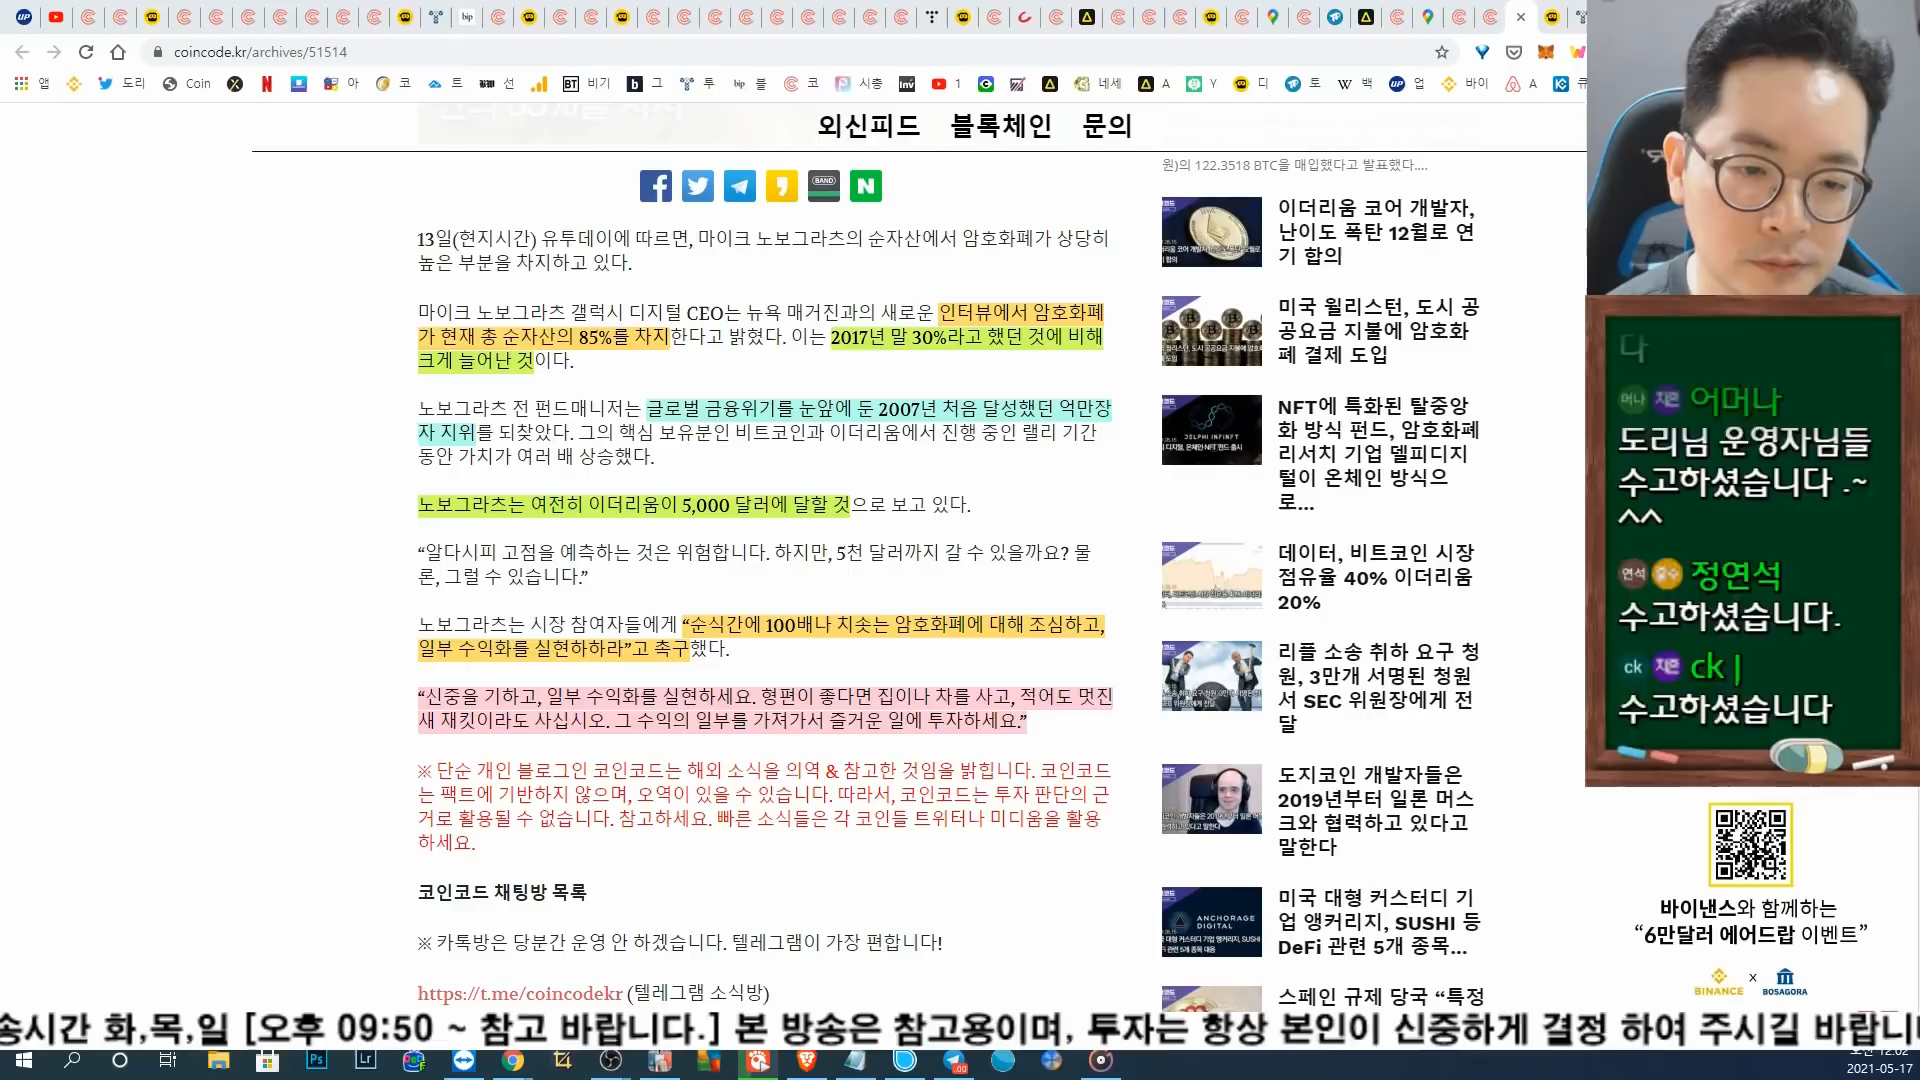 coincode.kr/archives/51514
앱
도리
Coin
아
코
트
선
BT 비기
b 그
투
bip 블
코
시총
1
네세
A
Y
디
토
W 백
업
바이
A
외신피드 블록체인 문의
원)의 122.3518 BTC을 매입했다고 발표했다....
BAND
13일(현지시간) 유투데이에 따르면, 마이크 노보그라츠의 순자산에서 암호화폐가 상당히
높은 부분을 차지하고 있다.
마이크 노보그라츠 갤럭시 디지털 CEO는 뉴욕 매거진과의 새로운 인터뷰에서 암호화폐
가 현재 총 순자산의 85%를 차지한다고 밝혔다. 이는 2017년 말 30%라고 했던 것에 비해
크게 늘어난 것이다.
노보그라츠 전 펀드매니저는 글로벌 금융위기를 눈앞에 둔 2007년 처음 달성했던 억만장
자 지위를 되찾았다. 그의 핵심 보유분인 비트코인과 이더리움에서 진행 중인 랠리 기간
동안 가치가 여러 배 상승했다.
노보그라츠는 여전히 이더리움이 5,000 달러에 달할 것으로 보고 있다.
“알다시피 고점을 예측하는 것은 위험합니다. 하지만, 5천 달러까지 갈 수 있을까요? 물
론, 그럴 수 있습니다.”
노보그라츠는 시장 참여자들에게 “순식간에 100배나 치솟는 암호화폐에 대해 조심하고,
일부 수익화를 실현하하라”고 촉구했다.
“신중을 기하고, 일부 수익화를 실현하세요. 형편이 좋다면 집이나 차를 사고, 적어도 멋진
새 재킷이라도 사십시오. 그 수익의 일부를 가져가서 즐거운 일에 투자하세요.”
※ 단순 개인 블로그인 코인코드는 해외 소식을 의역 & 참고한 것임을 밝힙니다. 코인코드
는 팩트에 기반하지 않으며, 오역이 있을 수 있습니다. 따라서, 코인코드는 투자 판단의 근
거로 활용될 수 없습니다. 참고하세요. 빠른 소식들은 각 코인들 트위터나 미디움을 활용
하세요.
코인코드 채팅방 목록
※ 카톡방은 당분간 운영 안 하겠습니다. 텔레그램이 가장 편합니다!
https://t.me/coincodekr (텔레그램 소식방)
이더리움 코어 개발자,
난이도 폭탄 12월로 연
기 합의
미국 윌리스턴, 도시 공
공요금 지불에 암호화
폐 결제 도입
DELPHI INFINFT
NFT에 특화된 탈중앙
화 방식 펀드, 암호화폐
리서치 기업 델피디지
털이 온체인 방식으
로...
데이터, 비트코인 시장
점유율 40% 이더리움
20%
리플 소송 취하 요구 청
원, 3만개 서명된 청원
서 SEC 위원장에게 전
달
도지코인 개발자들은
2019년부터 일론 머스
크와 협력하고 있다고
말한다
ANCHORAGE
DIGITAL
미국 대형 커스터디 기
업 앵커리지, SUSHI 등
DeFi 관련 5개 종목...
스페인 규제 당국 “특정
다
머나 어머나
도리님 운영자님들
수고하셨습니다 .~
^^
연석 정연석
수고하셨습니다.
ck ck |
수고하셨습니다
바이낸스와 함께하는
“6만달러 에어드랍 이벤트”
BINANCE x BOSAGORA
송시간 화,목,일 [오후 09:50 ~ 참고 바랍니다.] 본 방송은 참고용이며, 투자는 항상 본인이 신중하게 결정 하여 주시길 바랍니다
오전 12:02
2021-05-17